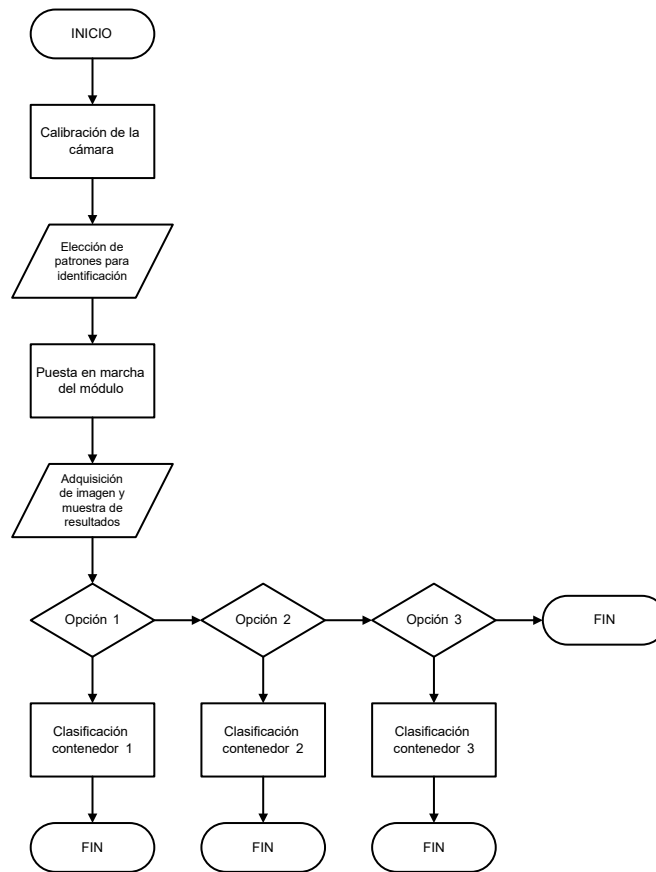 INICIO
Calibración de la
cámara
Elección de
patrones para
identificación
Puesta en marcha
del módulo
Adquisición
de imagen y
muestra de
resultados
Opción 1
Opción 2
Opción 3
FIN
Clasificación
contenedor 1
Clasificación
contenedor 2
Clasificación
contenedor 3
FIN
FIN
FIN